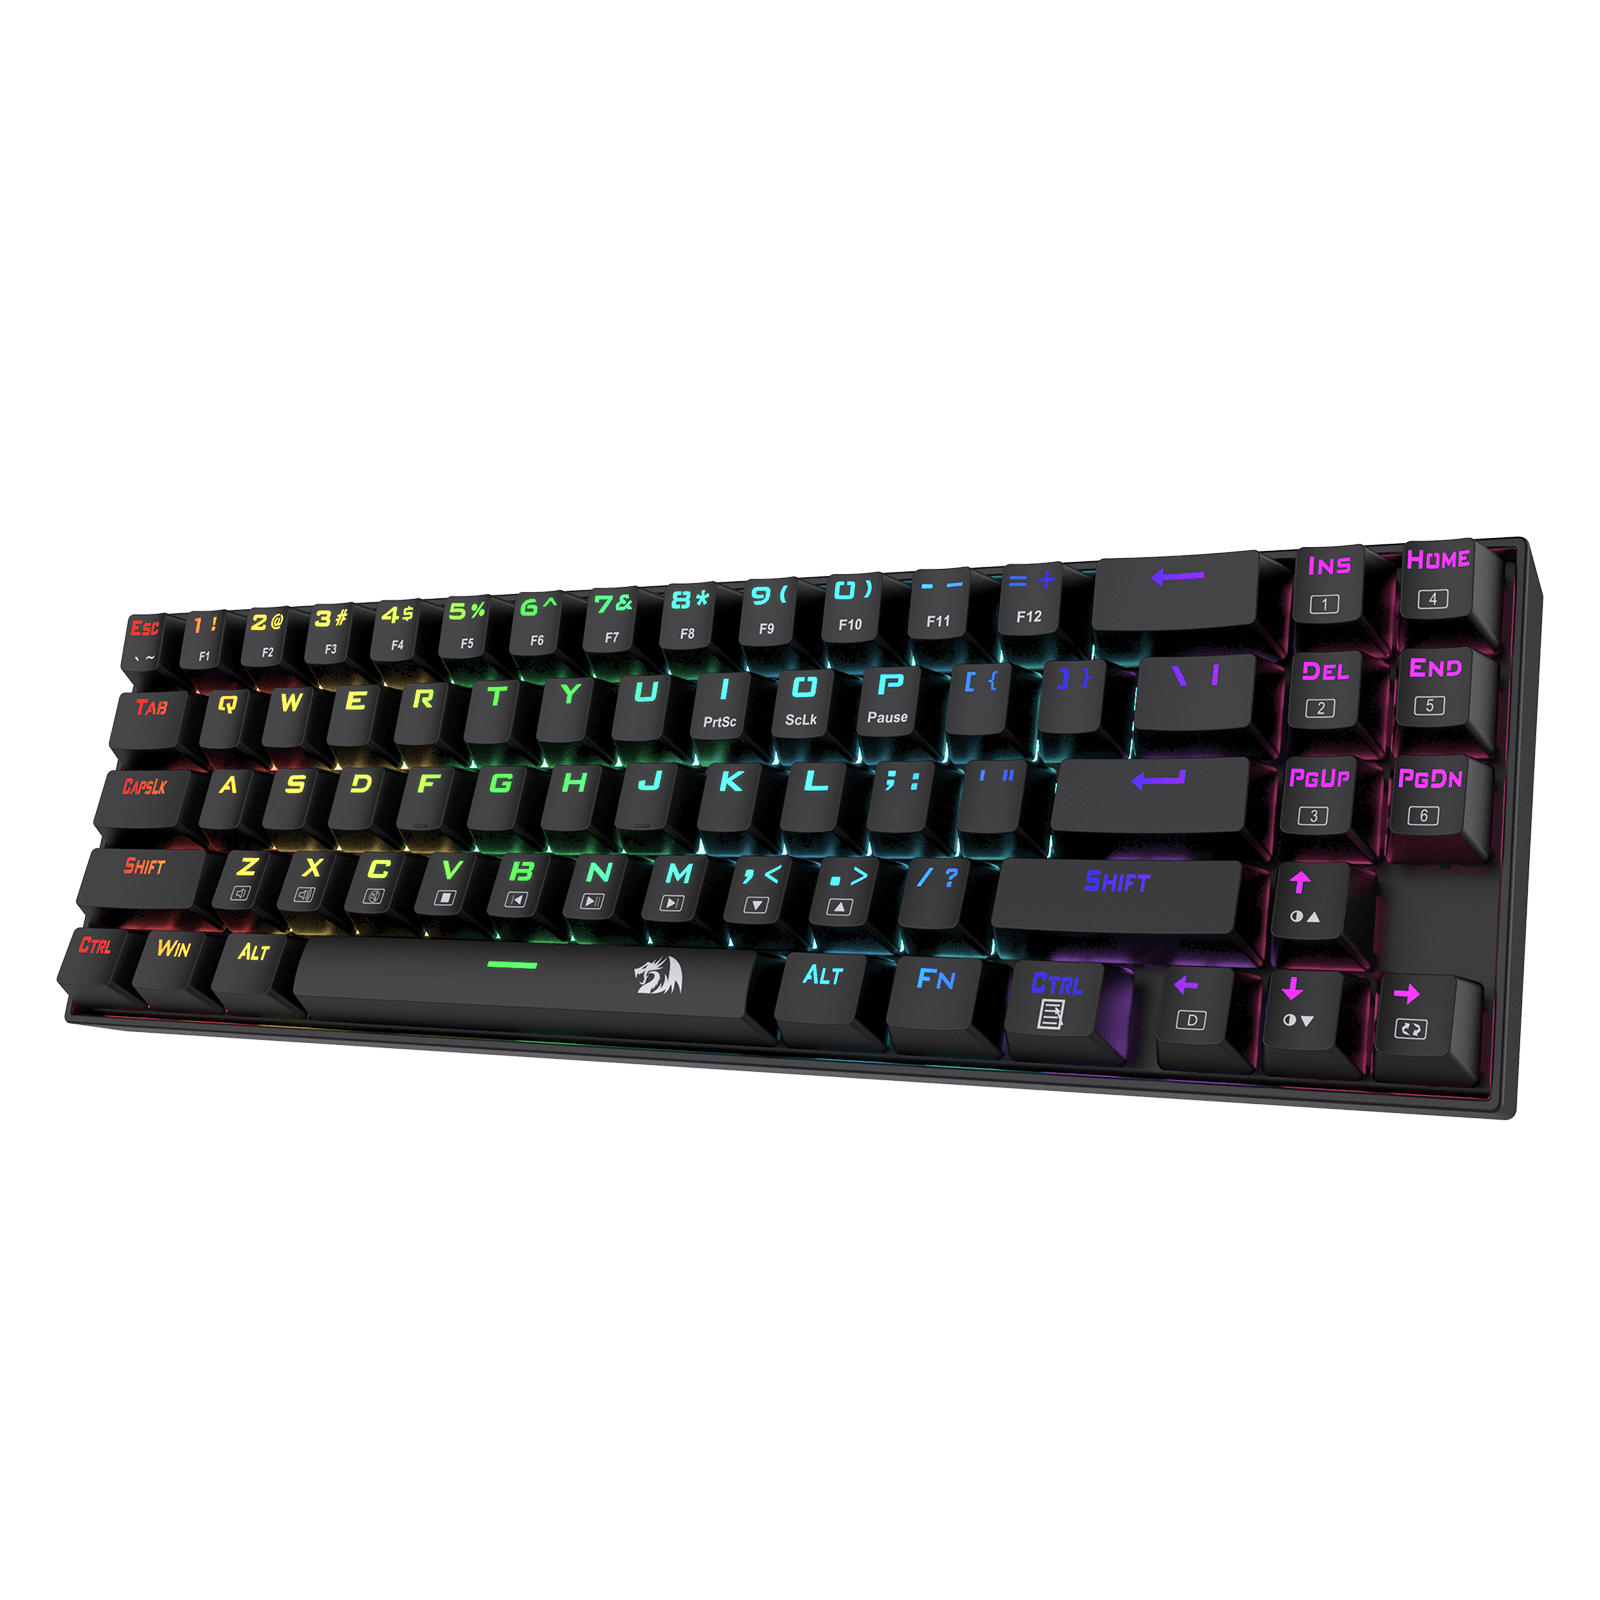 Esc 1 ! 2 @ 3 # 4 $ 5 % 6 ^ 7 & 8 * 9 ( 0 ) - – = + ← Ins Home
` ~ F1 F2 F3 F4 F5 F6 F7 F8 F9 F10 F11 F12 1 4
Tab Q W E R T Y U I O P [ { ] } \ | Del End
PrtSc ScLk Pause 2 5
CapsLk A S D F G H J K L ; : ' " ↵ PgUp PgDn
3 6
Shift Z X C V B N M , < . > / ? Shift ↑
Ctrl Win Alt Alt Fn Ctrl ← ↓ →
D